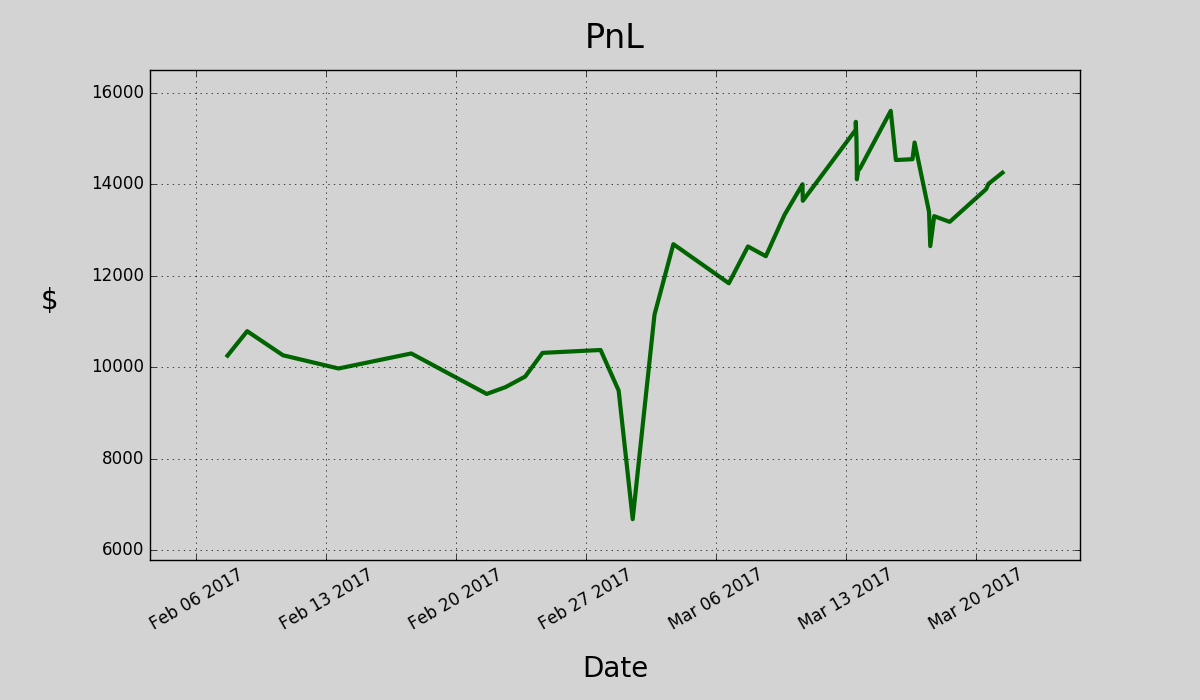 PnL
16000
14000
12000
$
10000
8000
6000
Feb 06 2017
Feb 13 2017
Feb 20 2017
Feb 27 2017
Mar 06 2017
Mar 13 2017
Mar 20 2017
Date